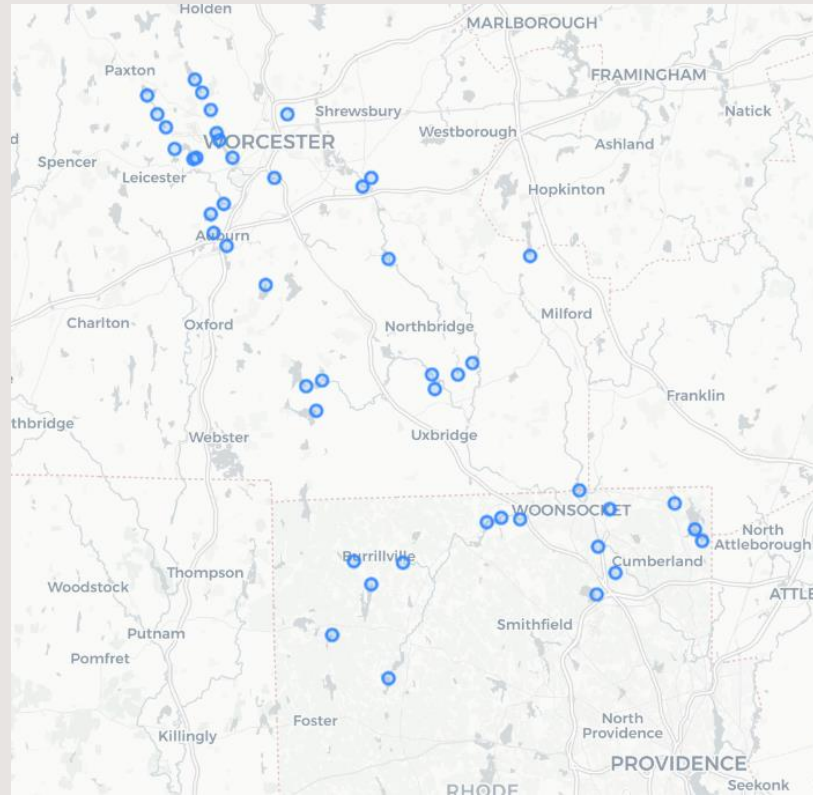 Holden
MARLBOROUGH
Paxton
FRAMINGHAM
Shrewsbury
Natick
Westborough
WORCESTER
Ashland
Spencer
Leicester
Hopkinton
Auburn
Milford
Charlton
Oxford
Northbridge
Franklin
thbridge
Webster
Uxbridge
WOONSOCKET
North
Attleborough
Burrillville
Cumberland
Woodstock
Thompson
ATTLE
Smithfield
Putnam
Pomfret
Foster
North
Providence
Killingly
PROVIDENCE
RHODE
Seekonk